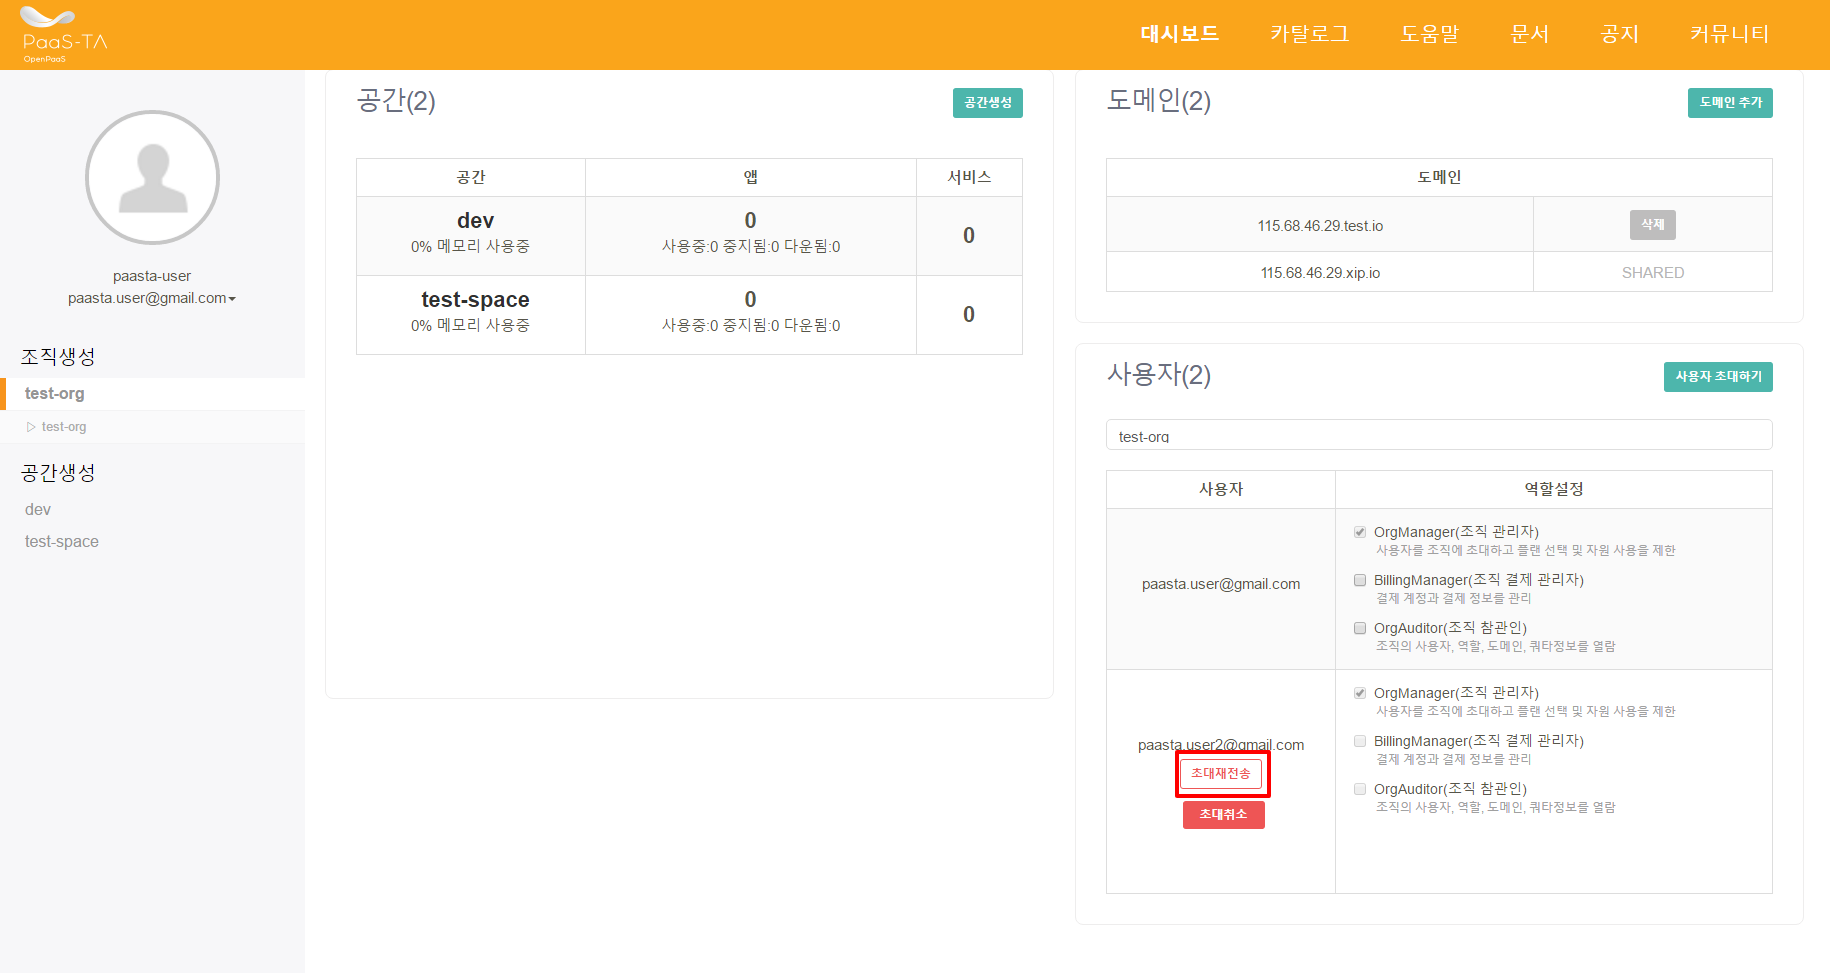 PaaS-TA
OpenPaaS
대시보드 카탈로그 도움말 문서 공지 커뮤니티
paasta-user
paasta.user@gmail.com
조직생성
test-org
test-org
공간생성
dev
test-space
공간(2)
공간생성
공간 앱 서비스
dev 0 0
0% 메모리 사용중 사용중:0 중지됨:0 다운됨:0
test-space 0 0
0% 메모리 사용중 사용중:0 중지됨:0 다운됨:0
도메인(2)
도메인 추가
도메인
115.68.46.29.test.io 삭제
115.68.46.29.xip.io SHARED
사용자(2)
사용자 초대하기
test-org
사용자 역할설정
paasta.user@gmail.com
OrgManager(조직 관리자)
사용자를 조직에 초대하고 플랜 선택 및 자원 사용을 제한
BillingManager(조직 결제 관리자)
결제 계정과 결제 정보를 관리
OrgAuditor(조직 참관인)
조직의 사용자, 역할, 도메인, 쿼타정보를 열람
paasta.user2@gmail.com
초대재전송
초대취소
OrgManager(조직 관리자)
사용자를 조직에 초대하고 플랜 선택 및 자원 사용을 제한
BillingManager(조직 결제 관리자)
결제 계정과 결제 정보를 관리
OrgAuditor(조직 참관인)
조직의 사용자, 역할, 도메인, 쿼타정보를 열람